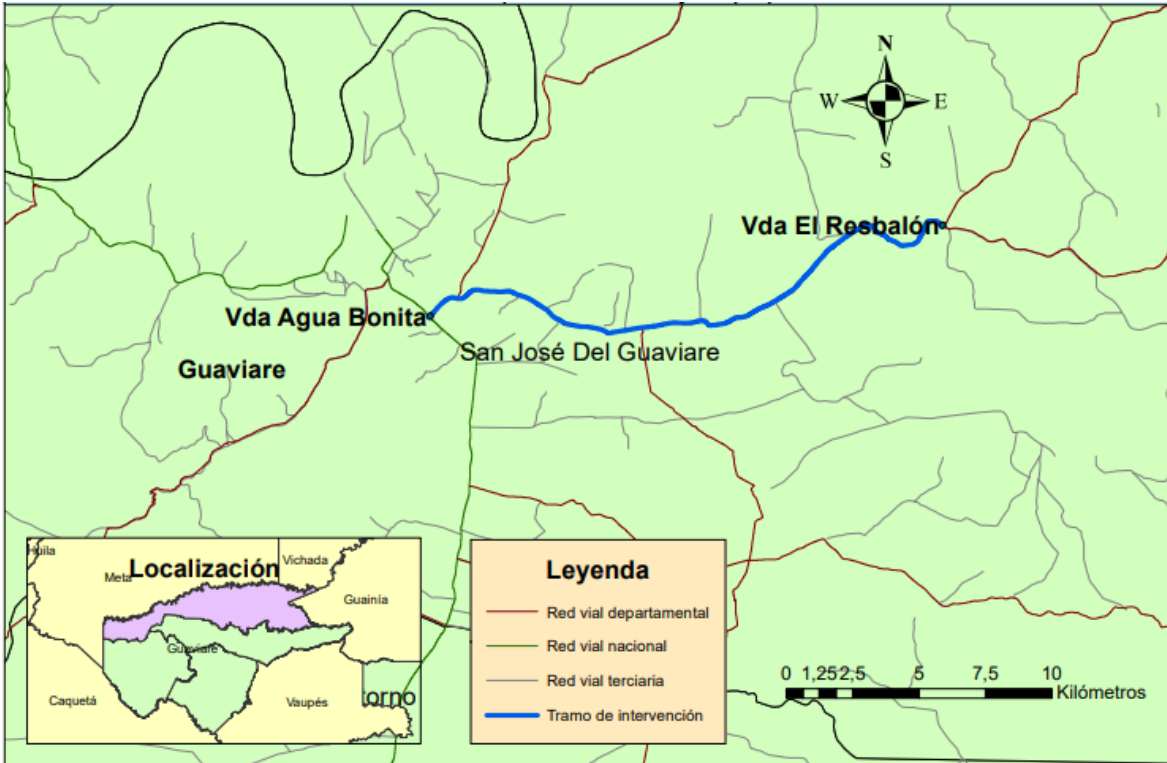 N
W E
S
Vda El Resbalón
Vda Agua Bonita
San José Del Guaviare
Guaviare
Huila
Meta
Localización
Vichada
Guainía
Guaviare
Caquetá
Vaupés
torno
Leyenda
Red vial departamental
Red vial nacional
Red vial terciaria
Tramo de intervención
0 1,25 2,5 5 7,5 10
Kilómetros